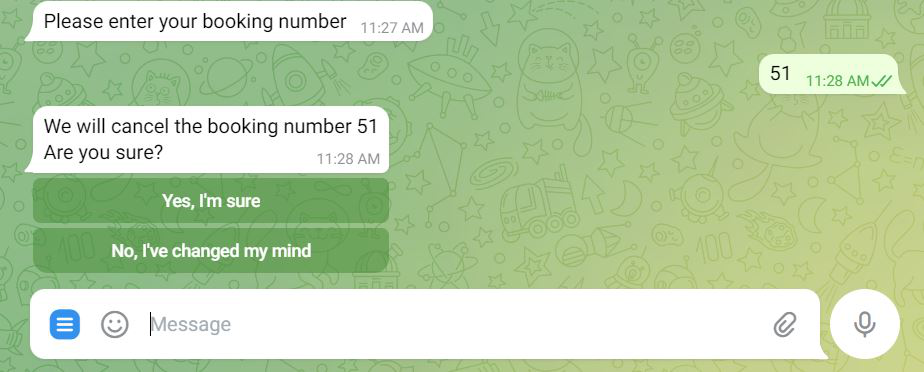 Please enter your booking number 11:27 AM
51 11:28 AM
We will cancel the booking number 51
Are you sure? 11:28 AM
Yes, I'm sure
No, I've changed my mind
Message